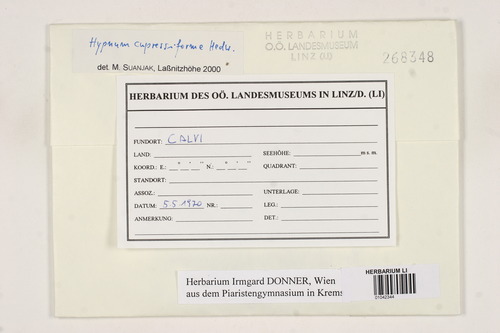 Hypnum cupressiforme Hedw.
det. M. SUANJAK, Laßnitzhöhe 2000
HERBARIUM
O.Ö. LANDESMUSEUM
LINZ (LI)
268348
HERBARIUM DES OÖ. LANDESMUSEUMS IN LINZ/D. (LI)
FUNDORT: CALVI
LAND: SEEHÖHE: m s. m.
KOORD.: E.: ° ' " N.: ° ' " QUADRANT:
STANDORT:
ASSOZ.: UNTERLAGE:
DATUM: 5.5.1970 NR.: LEG.:
ANMERKUNG: DET.:
Herbarium Irmgard DONNER, Wien
aus dem Piaristengymnasium in Krems
HERBARIUM LI
01042344